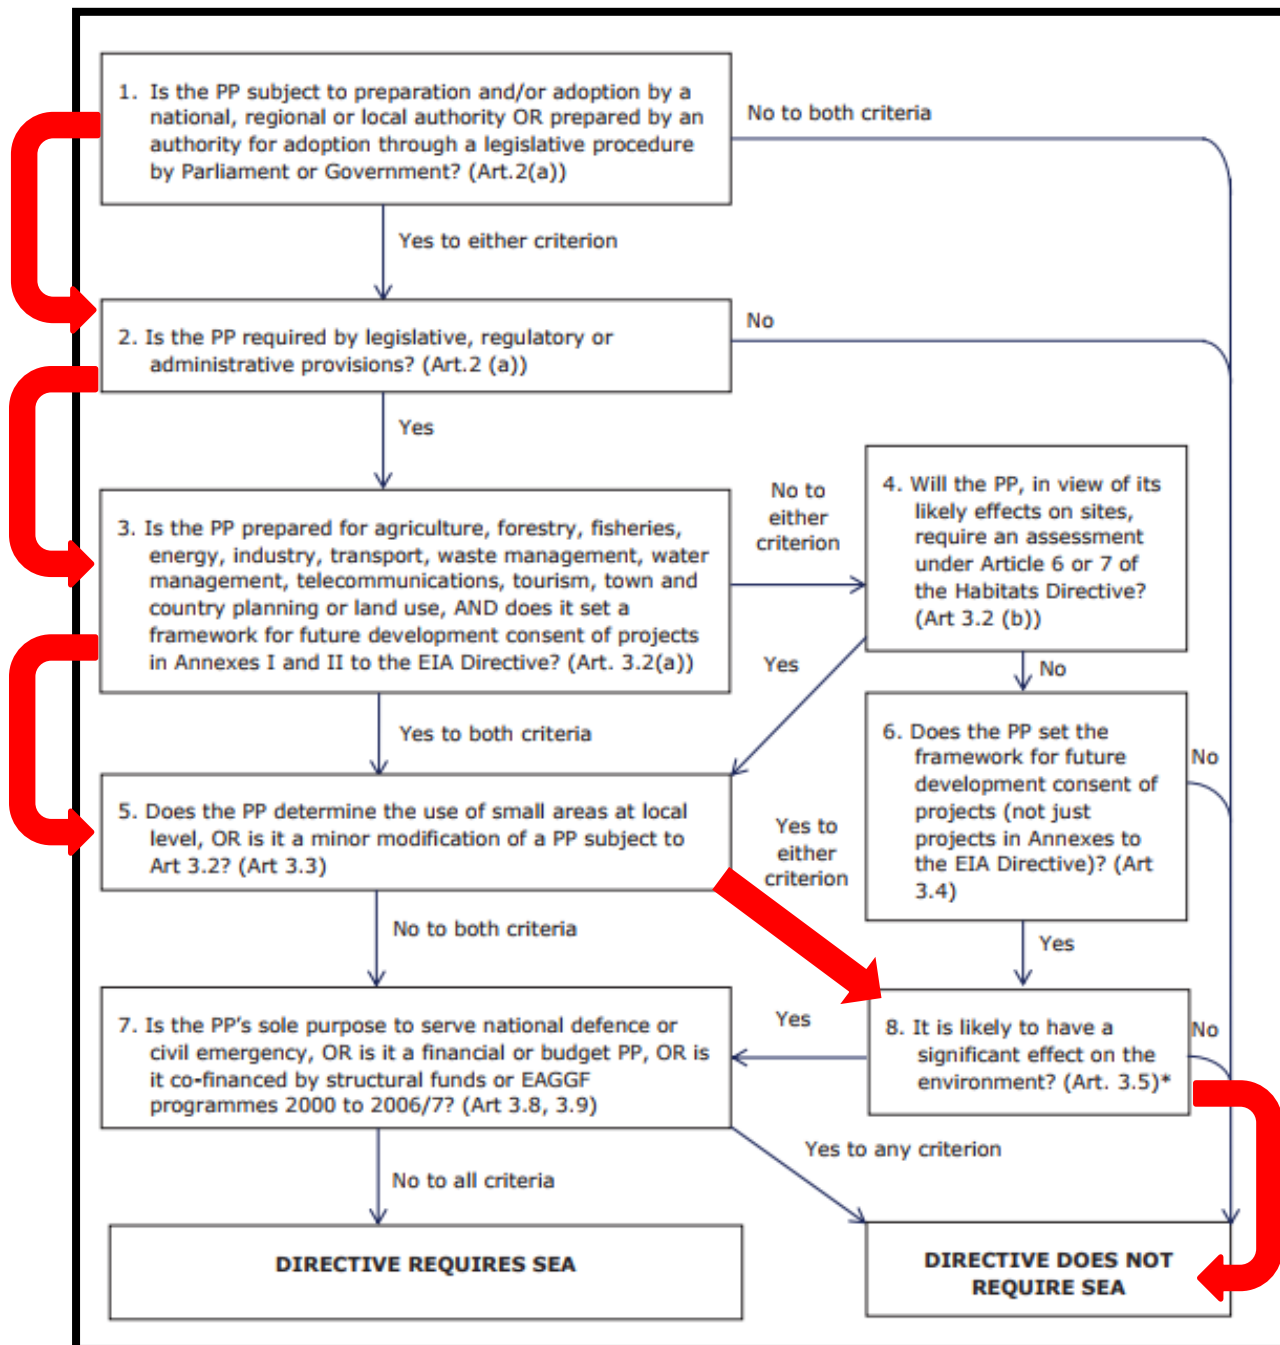 1. Is the PP subject to preparation and/or adoption by a
national, regional or local authority OR prepared by an
authority for adoption through a legislative procedure
by Parliament or Government? (Art.2(a))
No to both criteria
Yes to either criterion
2. Is the PP required by legislative, regulatory or
administrative provisions? (Art.2 (a))
No
Yes
3. Is the PP prepared for agriculture, forestry, fisheries,
energy, industry, transport, waste management, water
management, telecommunications, tourism, town and
country planning or land use, AND does it set a
framework for future development consent of projects
in Annexes I and II to the EIA Directive? (Art. 3.2(a))
No to
either
criterion
4. Will the PP, in view of its
likely effects on sites,
require an assessment
under Article 6 or 7 of
the Habitats Directive?
(Art 3.2 (b))
Yes
No
Yes to both criteria
5. Does the PP determine the use of small areas at local
level, OR is it a minor modification of a PP subject to
Art 3.2? (Art 3.3)
Yes to
either
criterion
6. Does the PP set the
framework for future
development consent of
projects (not just
projects in Annexes to
the EIA Directive)? (Art
3.4)
No
No to both criteria
Yes
7. Is the PP's sole purpose to serve national defence or
civil emergency, OR is it a financial or budget PP, OR is
it co-financed by structural funds or EAGGF
programmes 2000 to 2006/7? (Art 3.8, 3.9)
Yes
8. It is likely to have a
significant effect on the
environment? (Art. 3.5)*
No
Yes to any criterion
No to all criteria
DIRECTIVE REQUIRES SEA
DIRECTIVE DOES NOT
REQUIRE SEA